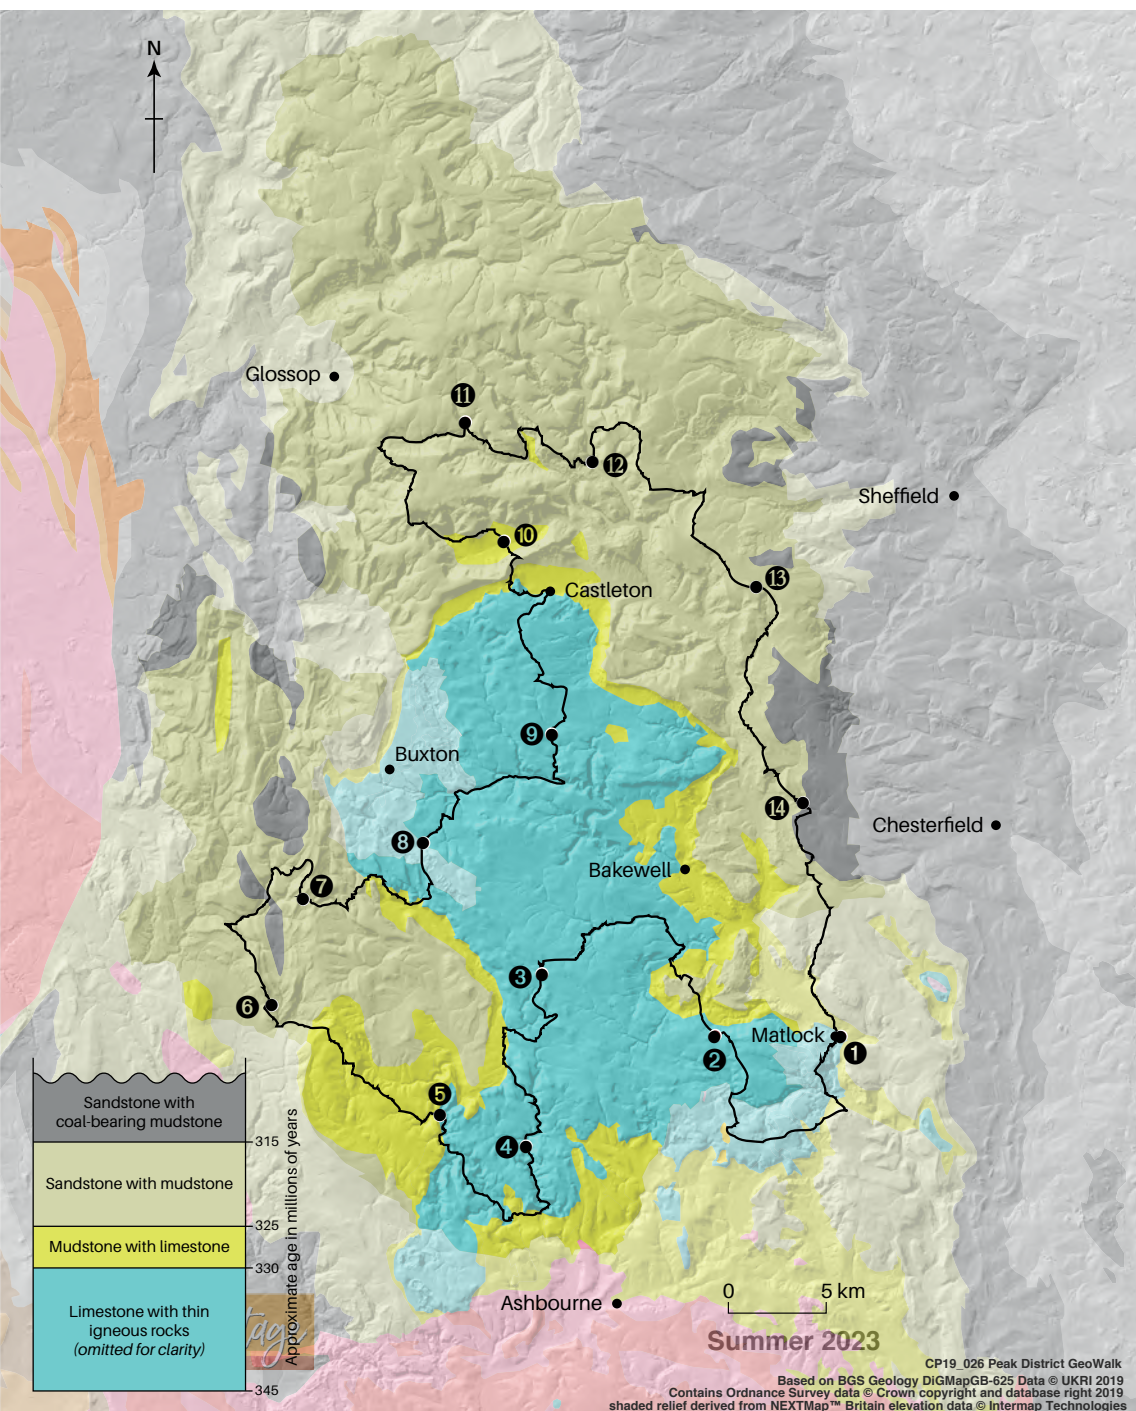 N
Glossop
11
12
Sheffield
10
13
Castleton
9
Buxton
14
8
Chesterfield
Bakewell
7
3
6
2
Matlock
1
5
4
Sandstone with
coal-bearing mudstone
315
Sandstone with mudstone
325
Mudstone with limestone
330
Limestone with thin
igneous rocks
(omitted for clarity)
345
Approximate age in millions of years
0 5 km
Ashbourne
Summer 2023
CP19_026 Peak District GeoWalk
Based on BGS Geology DiGMapGB-625 Data © UKRI 2019
Contains Ordnance Survey data © Crown copyright and database right 2019
shaded relief derived from NEXTMap™ Britain elevation data © Intermap Technologies